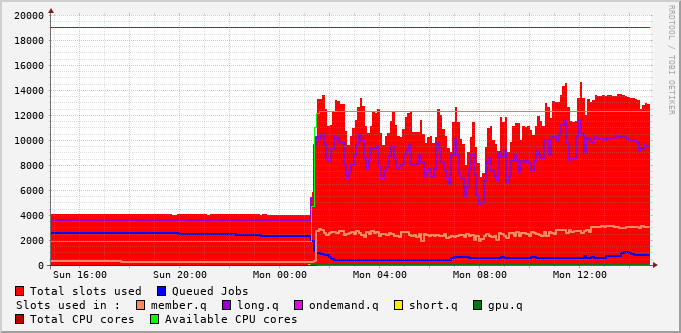 20000
18000
16000
14000
12000
10000
8000
6000
4000
2000
0
Sun 16:00 Sun 20:00 Mon 00:00 Mon 04:00 Mon 08:00 Mon 12:00
Total slots used Queued Jobs
Slots used in : member.q long.q ondemand.q short.q gpu.q
Total CPU cores Available CPU cores
RRDTOOL / TOBI OETIKER